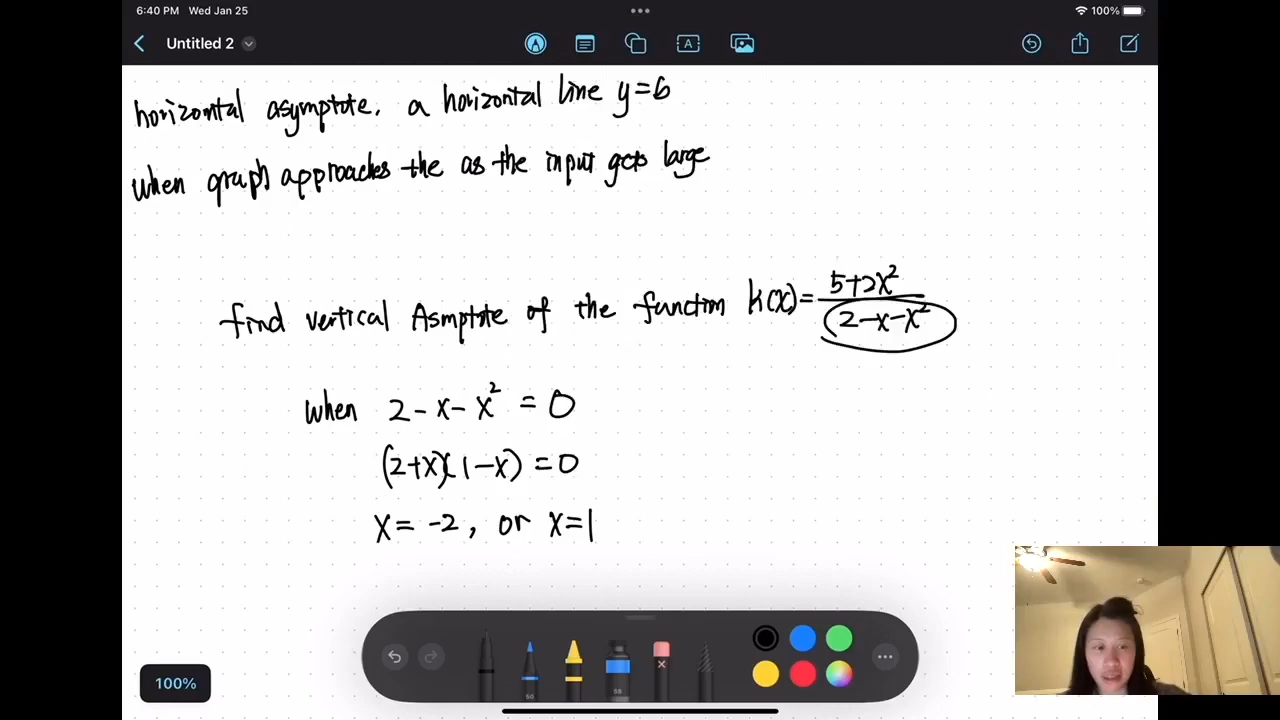 6:40 PM Wed Jan 25
100%
Untitled 2
A
horizontal asymptote. a horizontal line y=b
when graph approaches the as the input gets large
find vertical Asmptote of the function k(x)=
5+2x²
2-x-x²
when 2-x-x² = 0
(2+x)(1-x) = 0
x= -2, or x=1
50
55
100%